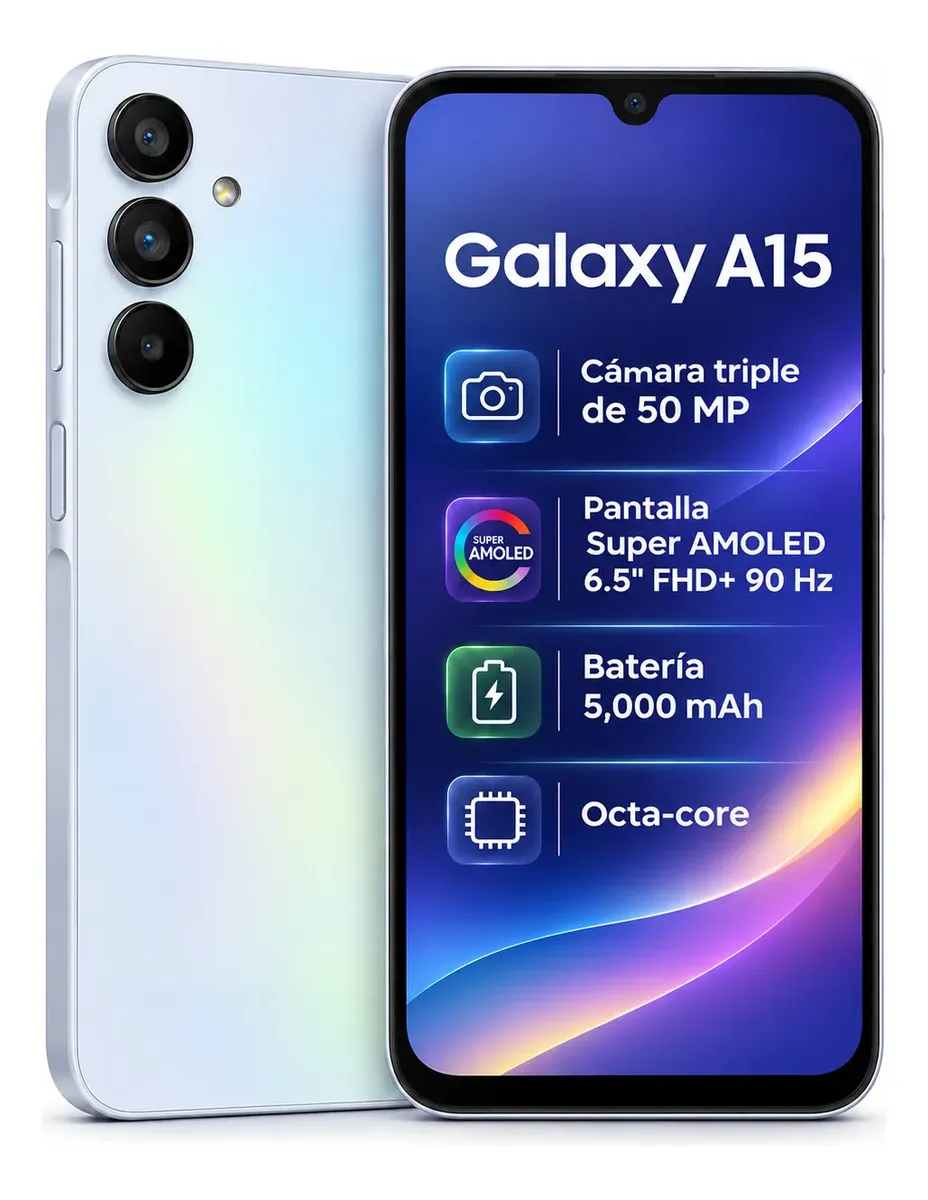 Galaxy A15
Cámara triple
de 50 MP
SUPER
AMOLED
Pantalla
Super AMOLED
6.5" FHD+ 90 Hz
Batería
5,000 mAh
Octa-core